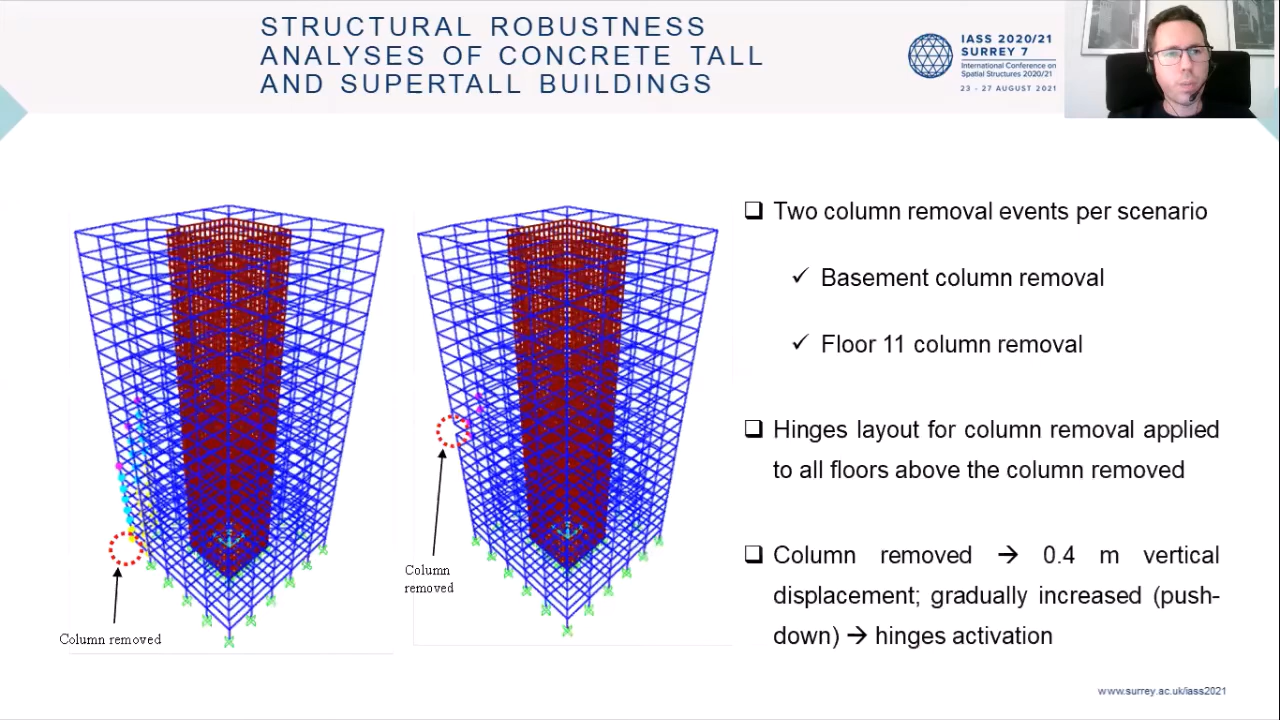 STRUCTURAL ROBUSTNESS
ANALYSES OF CONCRETE TALL
AND SUPERTALL BUILDINGS
IASS 2020/21
SURREY 7
International Conference on
Spatial Structures 2020/21
23 - 27 AUGUST 2021
Column removed
Column
removed
Two column removal events per scenario
Basement column removal
Floor 11 column removal
Hinges layout for column removal applied
to all floors above the column removed
Column removed → 0.4 m vertical
displacement; gradually increased (push-
down) → hinges activation
www.surrey.ac.uk/iass2021